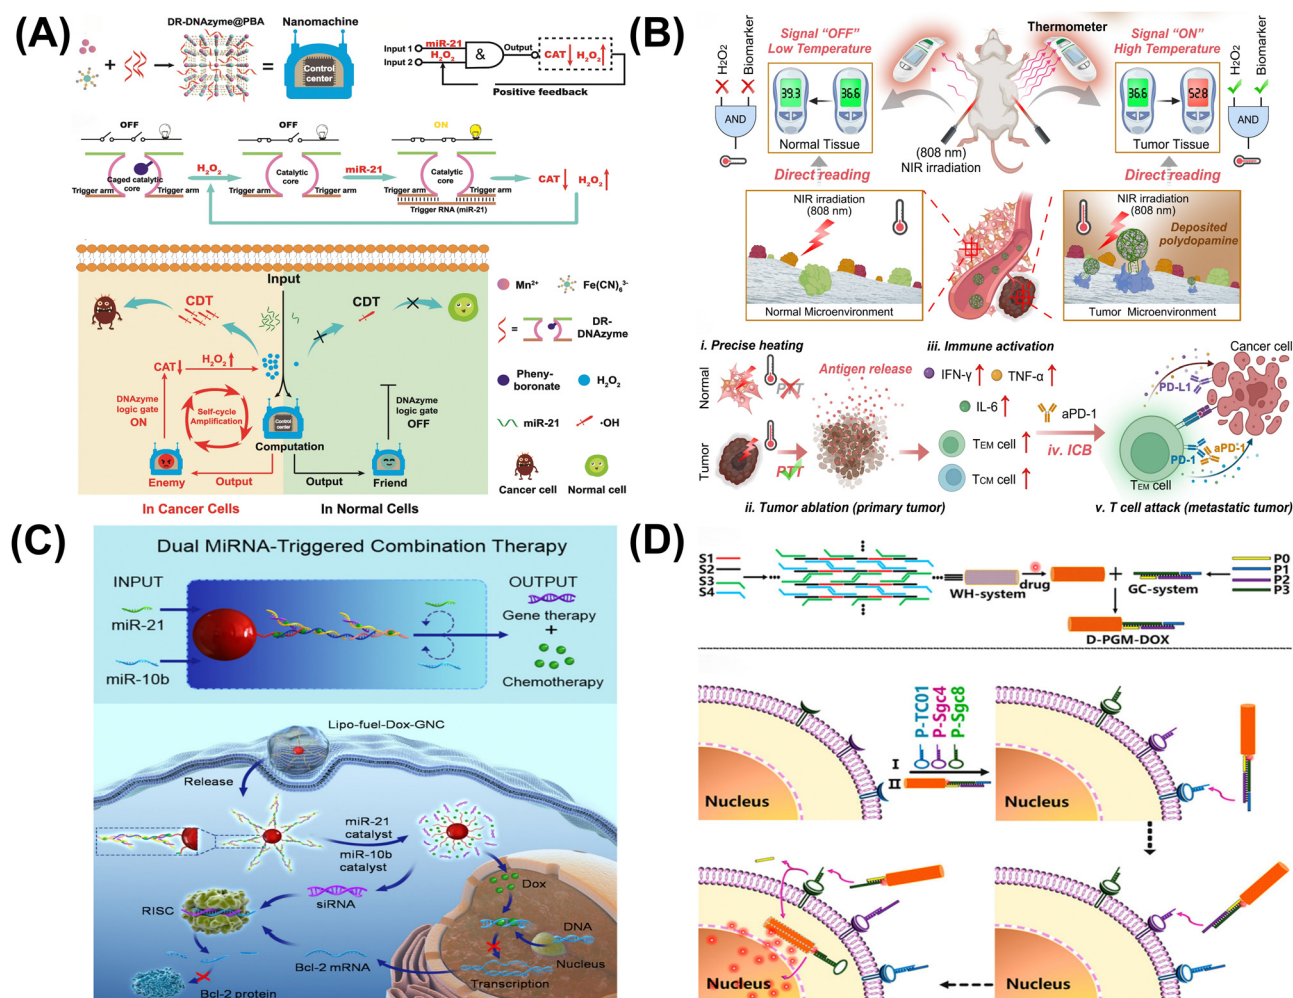 (A)
DR-DNAzyme@PBA
Nanomachine
Control
center
Input 1
miR-21
Input 2
H₂O₂
&
Output
CAT↓ H₂O₂↑
Positive feedback
OFF
OFF
ON
Caged catalytic
core
Trigger arm
Trigger arm
H₂O₂
Catalytic
core
Trigger arm
Trigger arm
miR-21
Catalytic
core
Trigger arm
Trigger arm
Trigger RNA (miR-21)
CAT↓ H₂O₂↑
Input
CDT
CDT
CAT↓
H₂O₂↑
DNAzyme
logic gate
ON
Self-cycle
Amplification
Control
center
Computation
DNAzyme
logic gate
OFF
Enemy
Output
Output
Friend
In Cancer Cells
In Normal Cells
Mn²⁺
Fe(CN)₆³⁻
DR-
DNAzyme
Pheny-
boronate
H₂O₂
miR-21
·OH
Cancer cell
Normal cell
(B)
Signal “OFF”
Low Temperature
Thermometer
Signal “ON”
High Temperature
H₂O₂
Biomarker
AND
39.3
36.6
Normal Tissue
36.6
52.8
Tumor Tissue
H₂O₂
Biomarker
AND
(808 nm)
NIR irradiation
Direct reading
Direct reading
NIR irradiation
(808 nm)
Normal Microenvironment
NIR irradiation
(808 nm)
Deposited
polydopamine
Tumor Microenvironment
i. Precise heating
Normal
PTT
Tumor
PTT
Antigen release
ii. Tumor ablation (primary tumor)
iii. Immune activation
IFN-γ
TNF-α
IL-6
TEM cell
TCM cell
aPD-1
iv. ICB
Cancer cell
PD-L1
PD-1
aPD-1
TEM cell
v. T cell attack (metastatic tumor)
(C)
Dual MiRNA-Triggered Combination Therapy
INPUT
miR-21
miR-10b
OUTPUT
Gene therapy
+
Chemotherapy
Lipo-fuel-Dox-GNC
Release
miR-21
catalyst
miR-10b
catalyst
Dox
siRNA
RISC
DNA
Nucleus
Bcl-2 mRNA
Transcription
Bcl-2 protein
(D)
S1
S2
S3
S4
WH-system
drug
GC-system
P0
P1
P2
P3
D-PGM-DOX
P-TC01
P-Sgc4
P-Sgc8
I
II
Nucleus
Nucleus
Nucleus
Nucleus